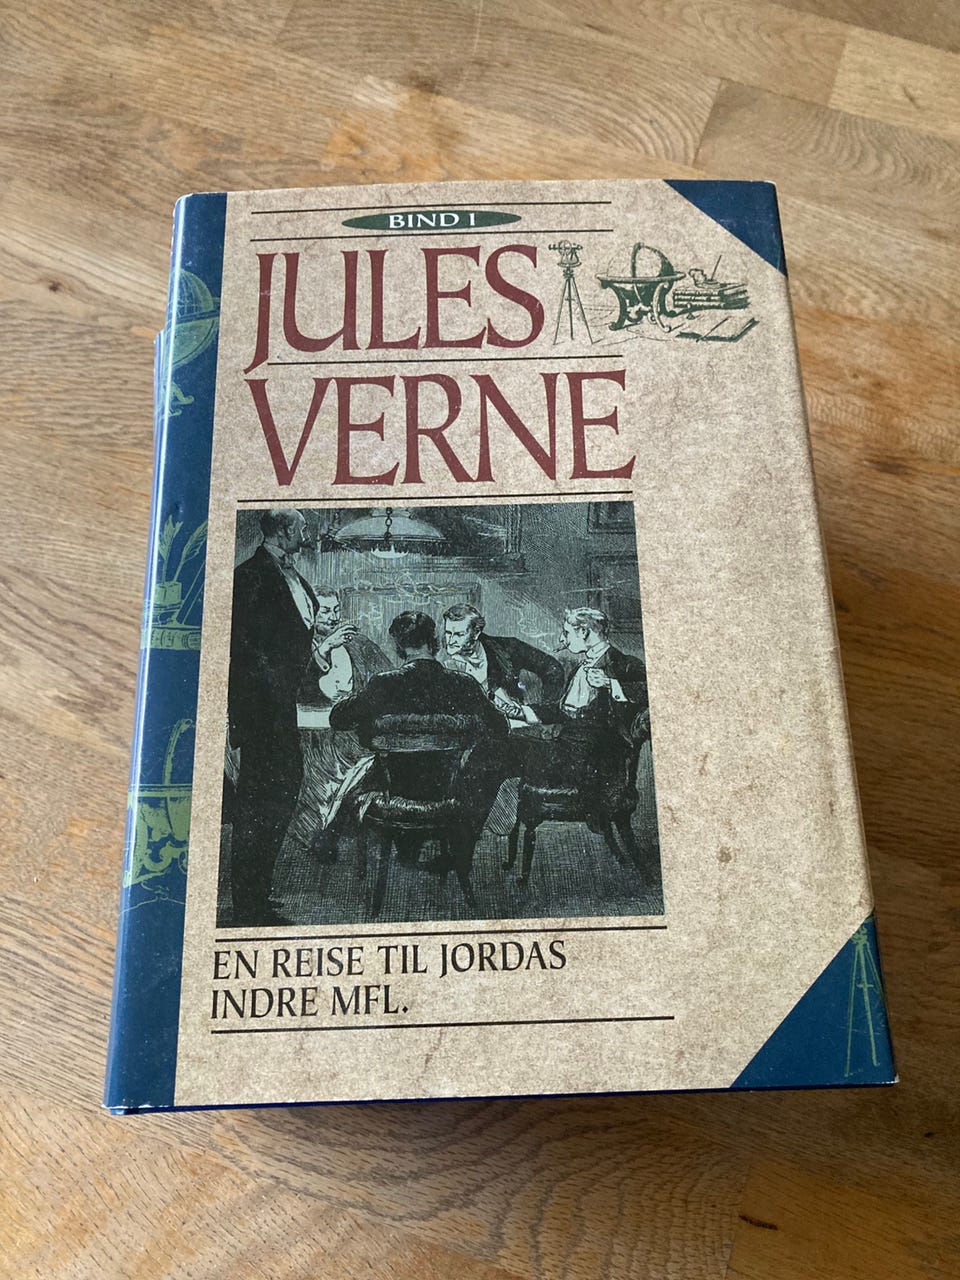 BIND I
JULES
VERNE
EN REISE TIL JORDAS
INDRE MFL.